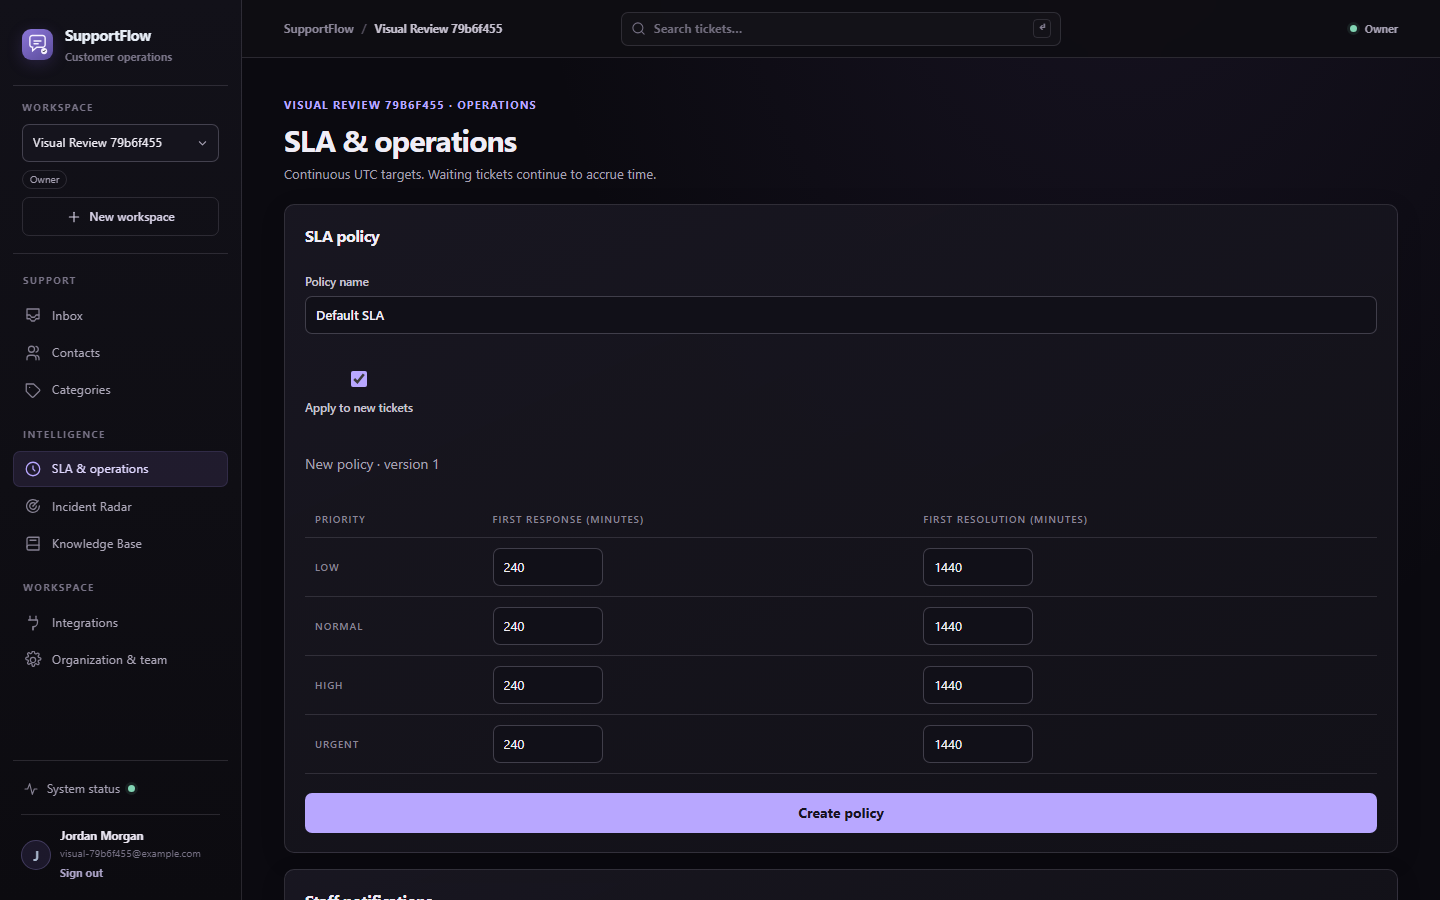 SupportFlow
Customer operations
WORKSPACE
Visual Review 79b6f455
Owner
New workspace
SUPPORT
Inbox
Contacts
Categories
INTELLIGENCE
SLA & operations
Incident Radar
Knowledge Base
WORKSPACE
Integrations
Organization & team
System status
J
Jordan Morgan
visual-79b6f455@example.com
Sign out
SupportFlow / Visual Review 79b6f455
Search tickets...
Owner
VISUAL REVIEW 79B6F455 · OPERATIONS
SLA & operations
Continuous UTC targets. Waiting tickets continue to accrue time.
SLA policy
Policy name
Default SLA
Apply to new tickets
New policy · version 1
PRIORITY FIRST RESPONSE (MINUTES) FIRST RESOLUTION (MINUTES)
LOW 240 1440
NORMAL 240 1440
HIGH 240 1440
URGENT 240 1440
Create policy
Staff notifications